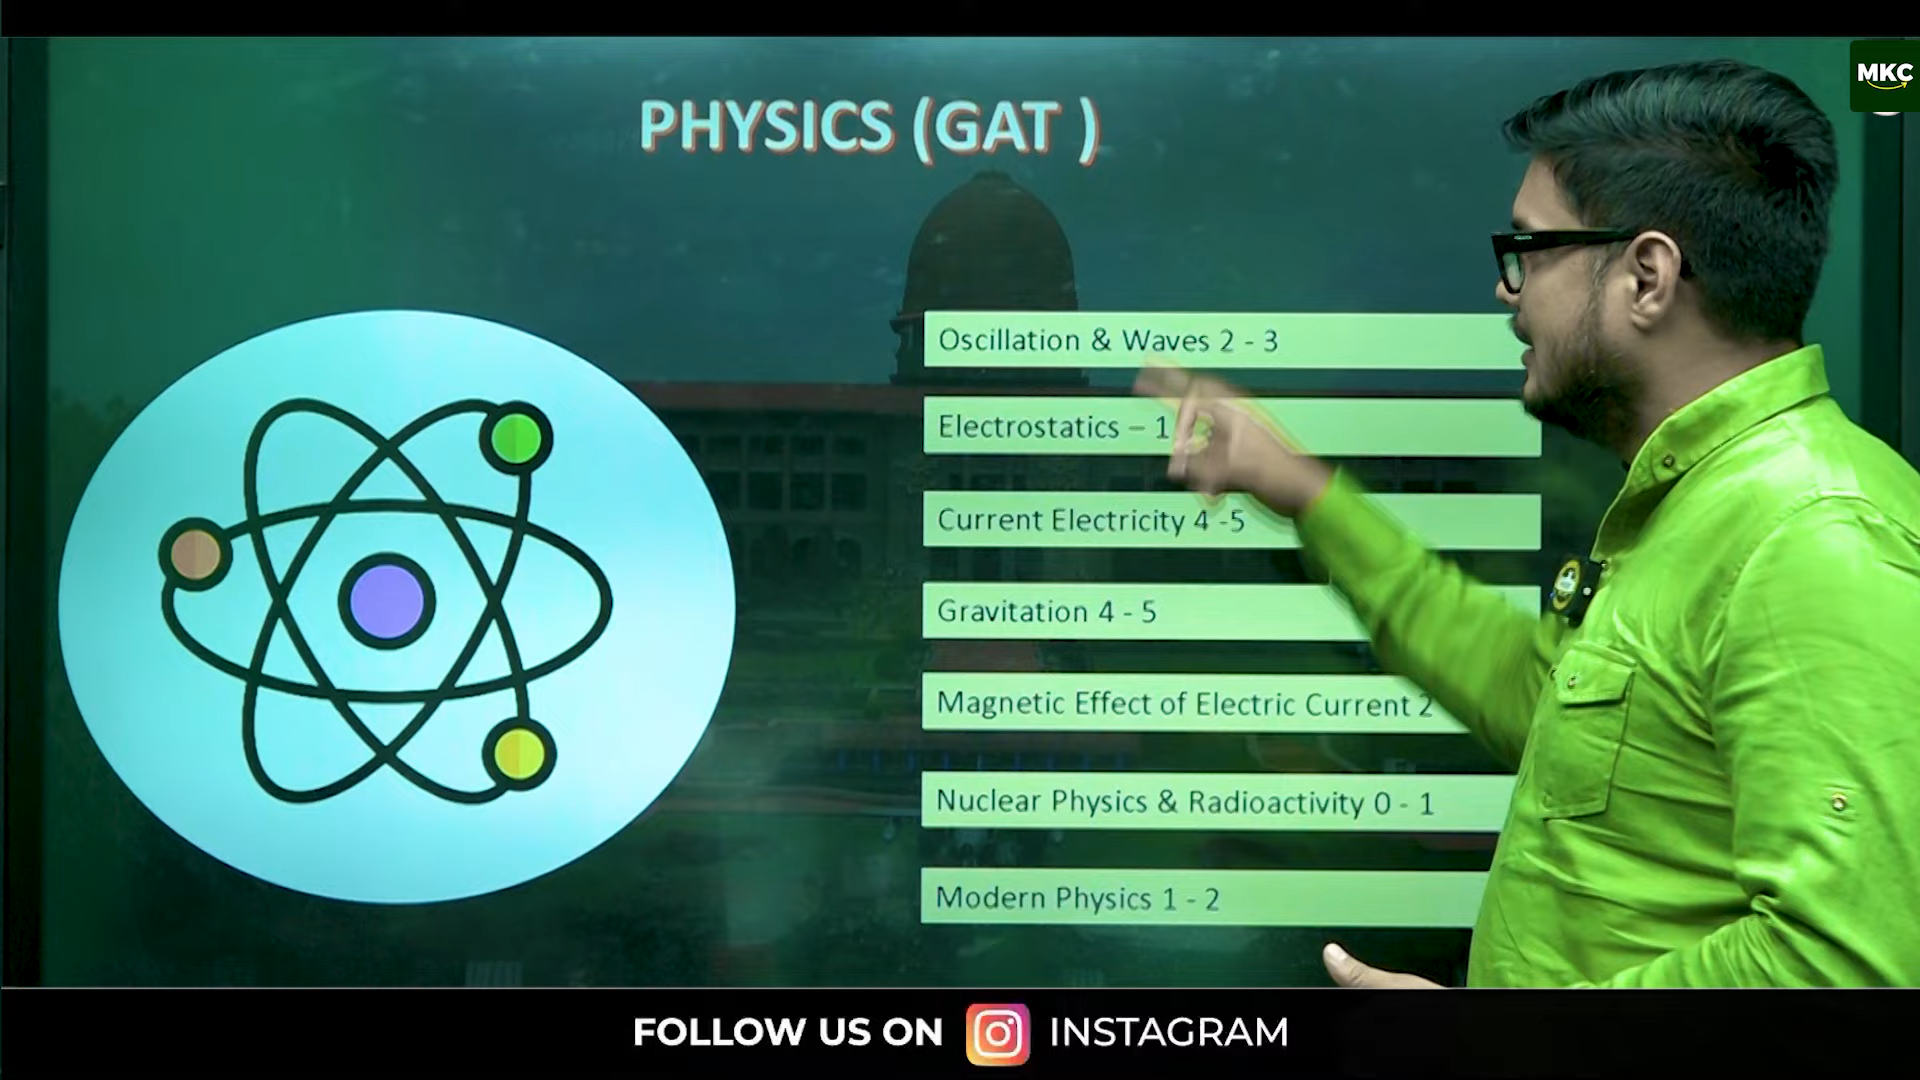 MKC
PHYSICS (GAT )
Oscillation & Waves 2 - 3
Electrostatics – 1
Current Electricity 4 -5
Gravitation 4 - 5
Magnetic Effect of Electric Current 2
Nuclear Physics & Radioactivity 0 - 1
Modern Physics 1 - 2
FOLLOW US ON INSTAGRAM